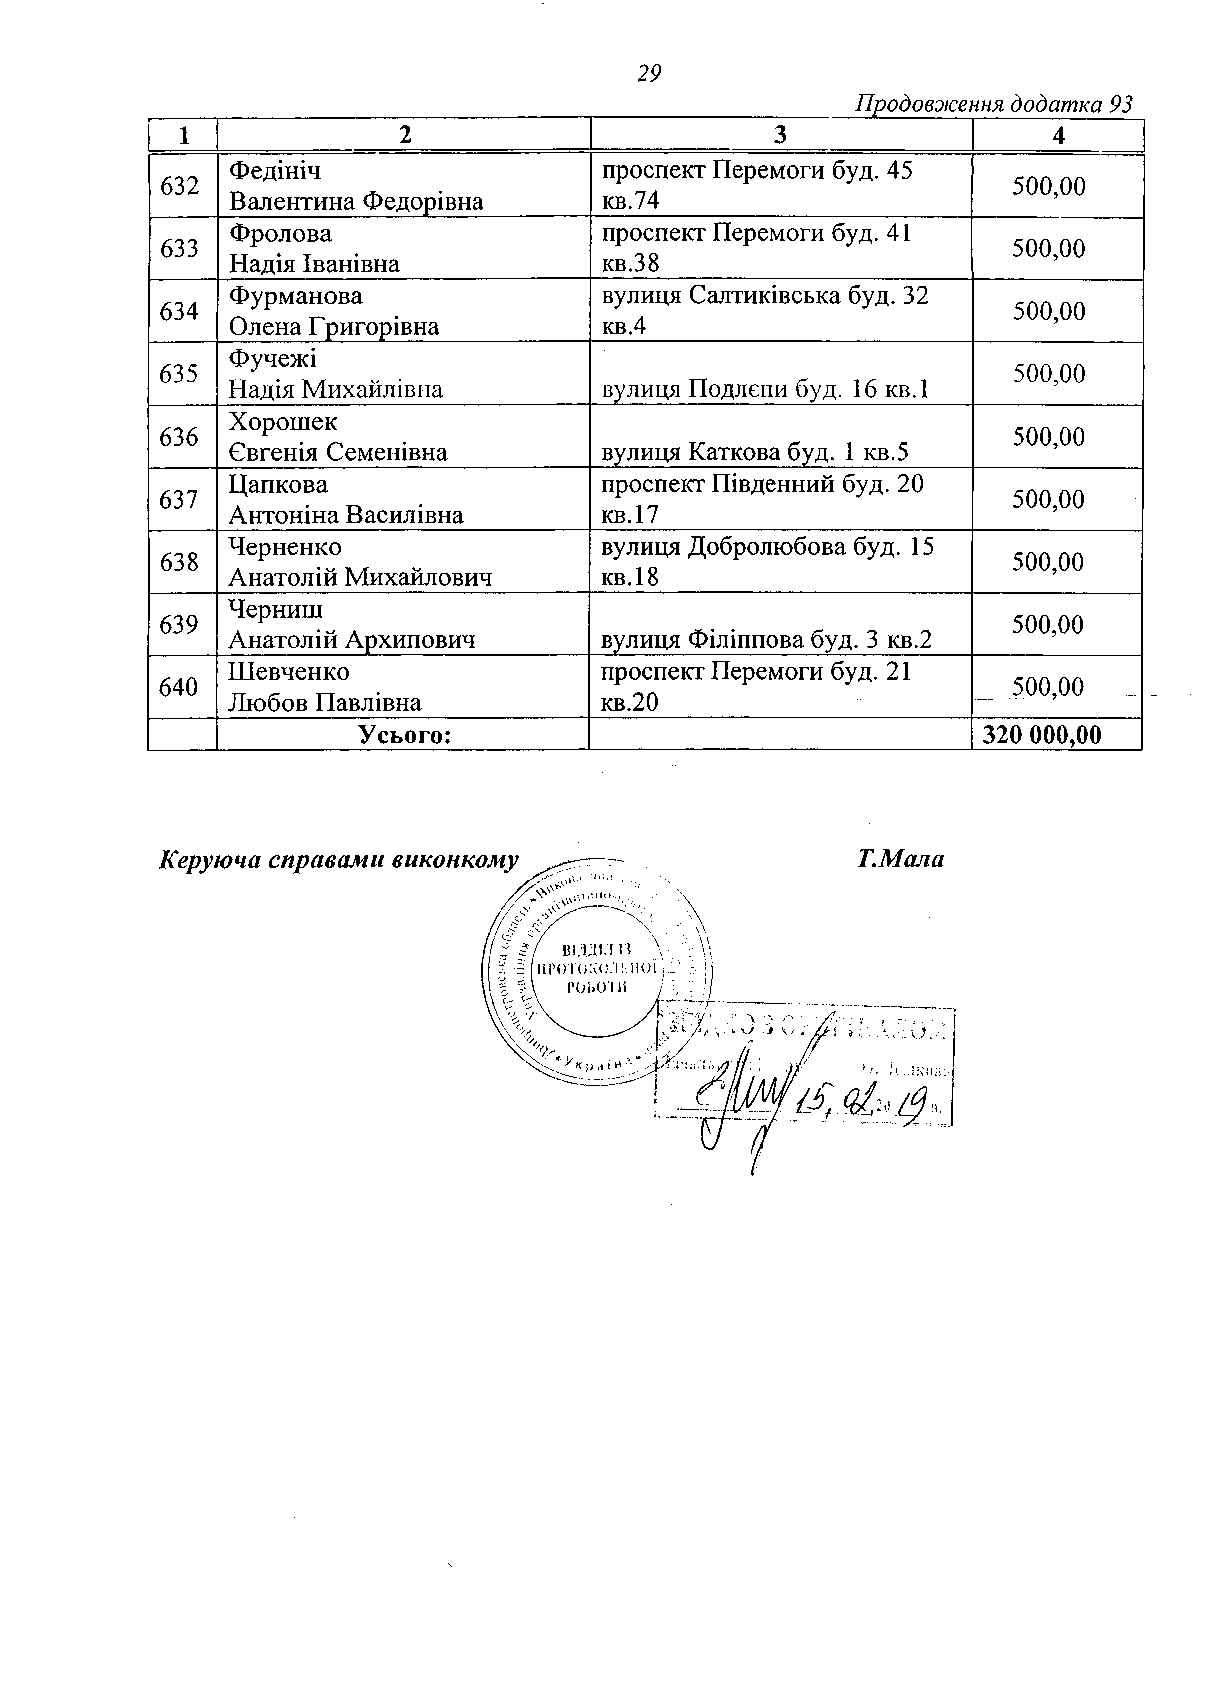 29
Продовження додатка 93
1 2 3 4
632 Федініч Валентина Федорівна проспект Перемоги буд. 45 кв.74 500,00
633 Фролова Надія Іванівна проспект Перемоги буд. 41 кв.38 500,00
634 Фурманова Олена Григорівна вулиця Салтиківська буд. 32 кв.4 500,00
635 Фучежі Надія Михайлівна вулиця Подлєпи буд. 16 кв.1 500,00
636 Хорошек Євгенія Семенівна вулиця Каткова буд. 1 кв.5 500,00
637 Цапкова Антоніна Василівна проспект Південний буд. 20 кв.17 500,00
638 Черненко Анатолій Михайлович вулиця Добролюбова буд. 15 кв.18 500,00
639 Черниш Анатолій Архипович вулиця Філіппова буд. 3 кв.2 500,00
640 Шевченко Любов Павлівна проспект Перемоги буд. 21 кв.20 500,00
Усього: 320 000,00
Керуюча справами виконкому Т.Мала
ВІДДІЛ ІЗ
ПРОТОКОЛЬНОЇ
РОБОТИ
Україна
З ОРИГІНАЛОМ
15.02.2019